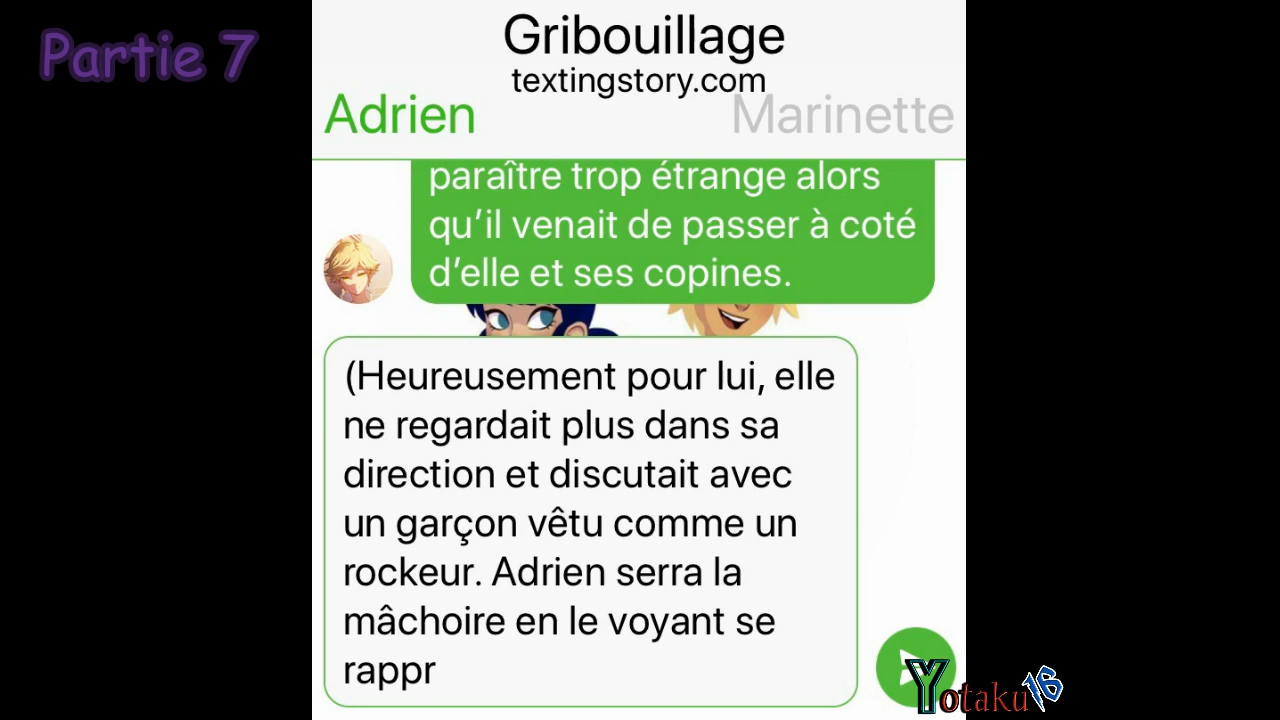 Partie 7
Gribouillage
textingstory.com
Adrien
Marinette
paraître trop étrange alors
qu’il venait de passer à coté
d’elle et ses copines.
(Heureusement pour lui, elle
ne regardait plus dans sa
direction et discutait avec
un garçon vêtu comme un
rockeur. Adrien serra la
mâchoire en le voyant se
rappr
Yotaku16